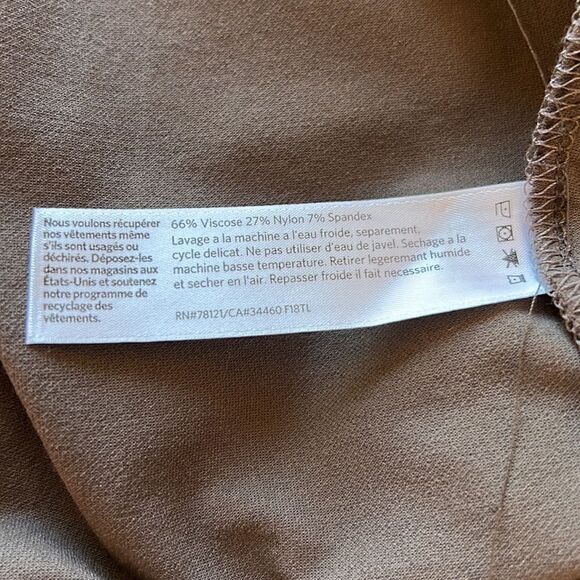 Nous voulons récupérer
nos vêtements même
s'ils sont usagés ou
déchirés. Déposez-les
dans nos magasins aux
États-Unis et soutenez
notre programme de
recyclage des
vêtements.
66% Viscose 27% Nylon 7% Spandex
Lavage a la machine a l'eau froide, separement,
cycle delicat. Ne pas utiliser d'eau de javel. Sechage a la
machine basse temperature. Retirer legerement humide
et secher en l'air. Repasser froid il fait necessaire.
RN#78121/CA#34460 F18TL